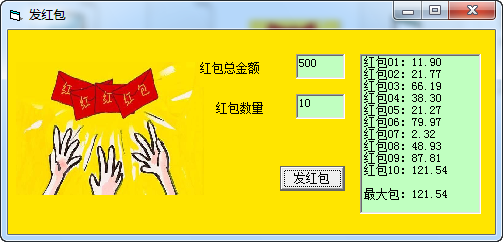 发红包
红包总金额
500
红包数量
10
发红包
红 红 红 包
红包01: 11.90
红包02: 21.77
红包03: 66.19
红包04: 38.30
红包05: 21.27
红包06: 79.97
红包07: 2.32
红包08: 48.93
红包09: 87.81
红包10: 121.54
最大包: 121.54